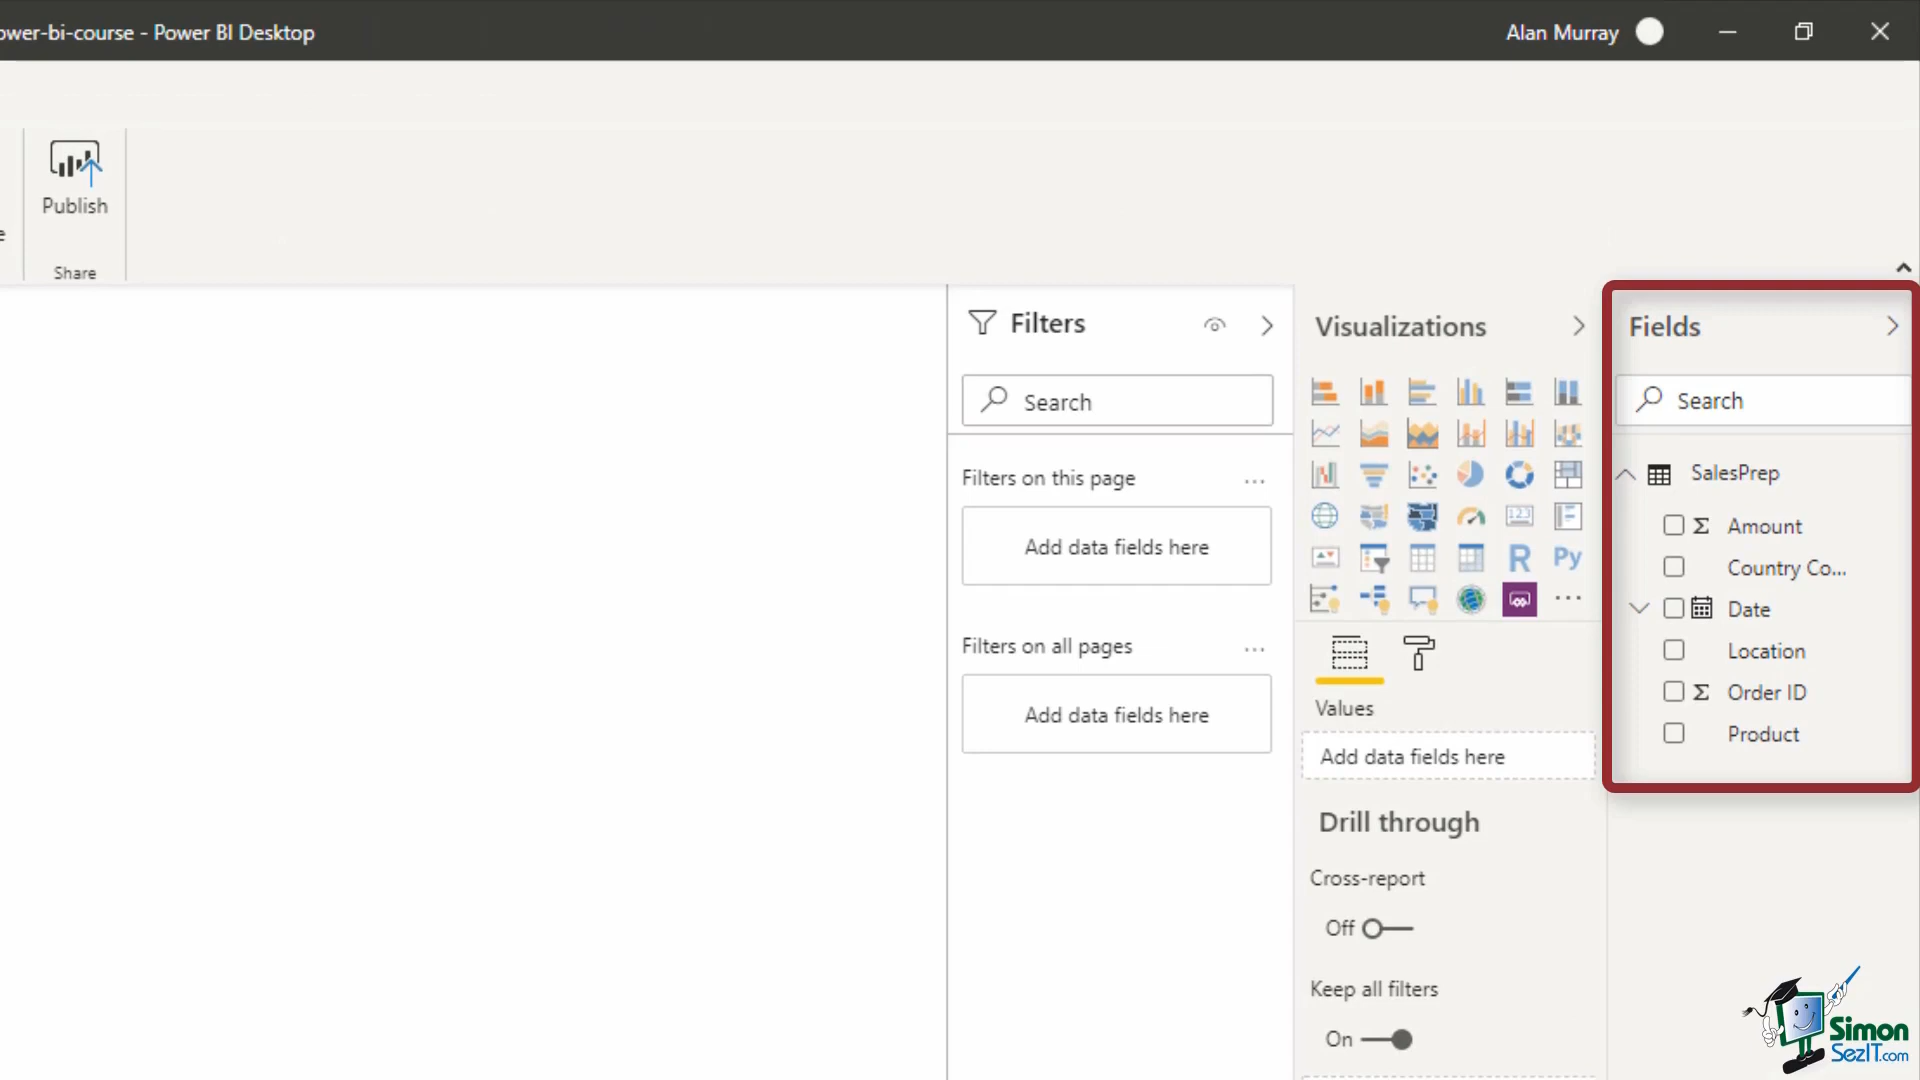 ower-bi-course - Power BI Desktop
Alan Murray
Publish
e
Share
Filters
Search
Filters on this page
...
Add data fields here
Filters on all pages
...
Add data fields here
Visualizations
123
R
Py
...
Values
Add data fields here
Drill through
Cross-report
Off
Keep all filters
On
Fields
Search
SalesPrep
Σ Amount
Country Co...
Date
Location
Σ Order ID
Product
Simon
SezIT.com